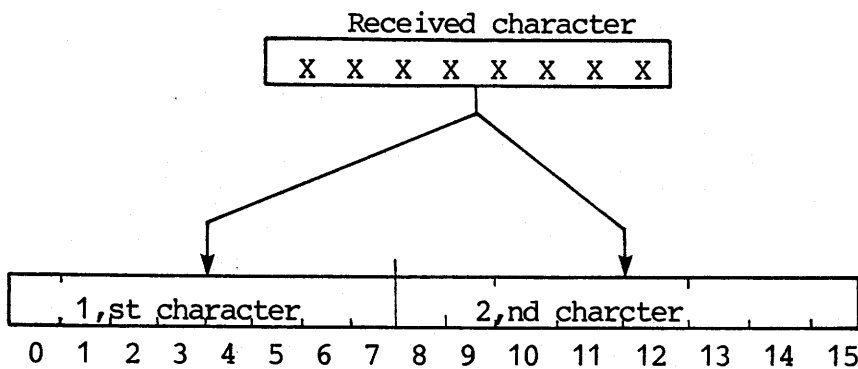 Received character
X X X X X X X X
1,st character 2,nd charcter
0 1 2 3 4 5 6 7 8 9 10 11 12 13 14 15